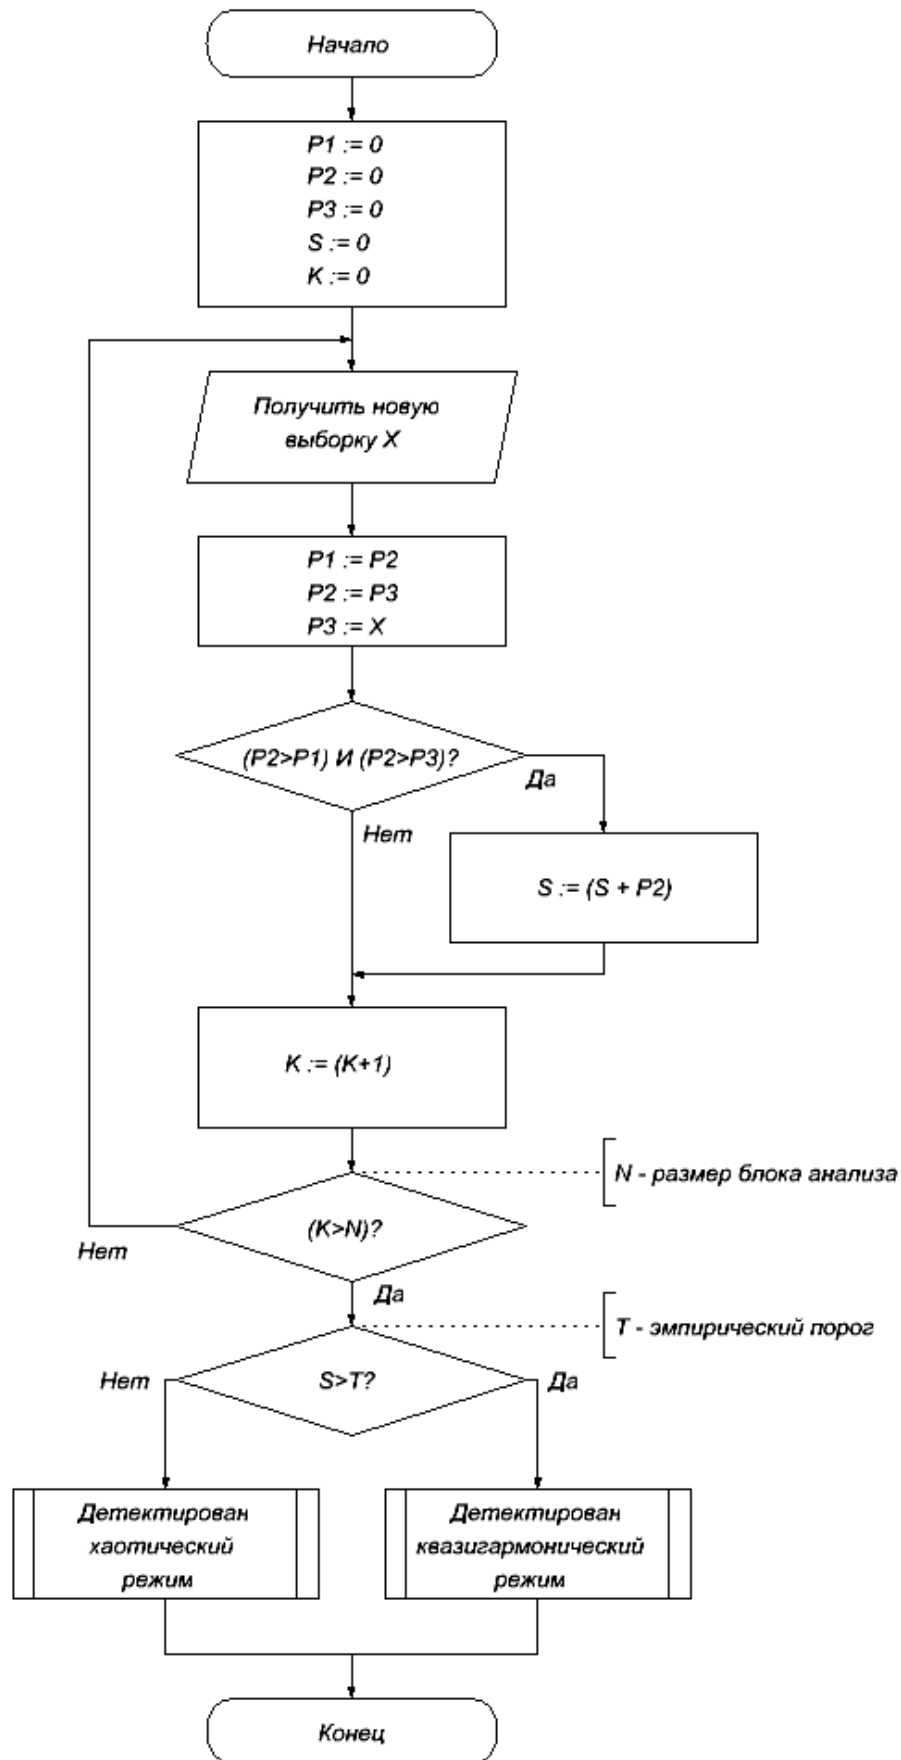 Начало
P1 := 0
P2 := 0
P3 := 0
S := 0
K := 0
Получить новую
выборку X
P1 := P2
P2 := P3
P3 := X
(P2>P1) И (P2>P3)?
Да
Нет
S := (S + P2)
K := (K+1)
N - размер блока анализа
(K>N)?
Нет
Да
T - эмпирический порог
Нет
S>T?
Да
Детектирован
хаотический
режим
Детектирован
квазигармонический
режим
Конец